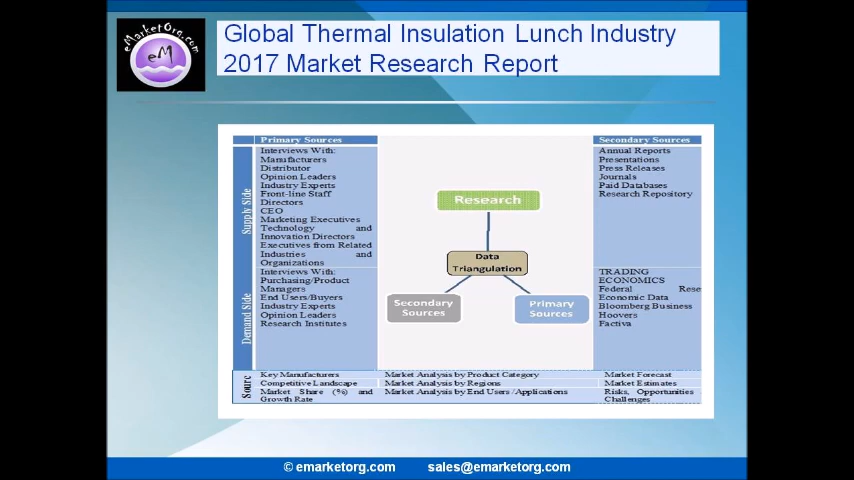 eMarketOrg.com
eM
Global Thermal Insulation Lunch Industry
2017 Market Research Report
Primary Sources
Secondary Sources
Supply Side
Interviews With:
Manufacturers
Distributor
Opinion Leaders
Industry Experts
Front-line Staff
Directors
CEO
Marketing Executives
Technology and
Innovation Directors
Executives from Related
Industries and
Organizations
Annual Reports
Presentations
Press Releases
Journals
Paid Databases
Research Repository
Research
Data
Triangulation
Secondary
Sources
Primary
Sources
Demand Side
Interviews With:
Purchasing/Product
Managers
End Users/Buyers
Industry Experts
Opinion Leaders
Research Institutes
TRADING
ECONOMICS
Federal Rese
Economic Data
Bloomberg Business
Hoovers
Factiva
Sourc
Key Manufacturers
Competitive Landscape
Market Share (%) and
Growth Rate
Market Analysis by Product Category
Market Analysis by Regions
Market Analysis by End Users /Applications
Market Forecast
Market Estimates
Risks, Opportunities
Challenges
© emarketorg.com sales@emarketorg.com